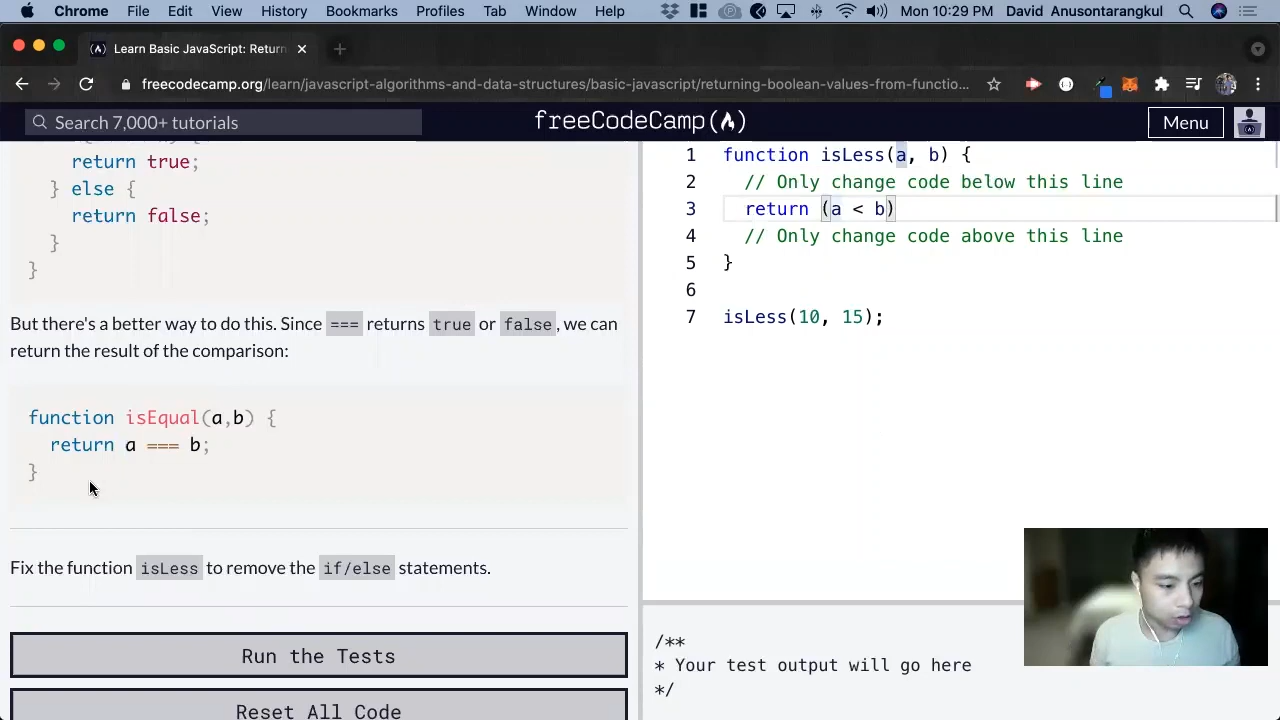 Chrome File Edit View History Bookmarks Profiles Tab Window Help Mon 10:29 PM David Anusontarangkul
Learn Basic JavaScript: Return
freecodecamp.org/learn/javascript-algorithms-and-data-structures/basic-javascript/returning-boolean-values-from-functio...
Search 7,000+ tutorials
freeCodeCamp
Menu
return true;
} else {
return false;
}
}
But there's a better way to do this. Since === returns true or false, we can
return the result of the comparison:
function isEqual(a,b) {
return a === b;
}
Fix the function isLess to remove the if/else statements.
Run the Tests
Reset All Code
1 function isLess(a, b) {
2 // Only change code below this line
3 return (a < b)
4 // Only change code above this line
5 }
6
7 isLess(10, 15);
/**
* Your test output will go here
*/